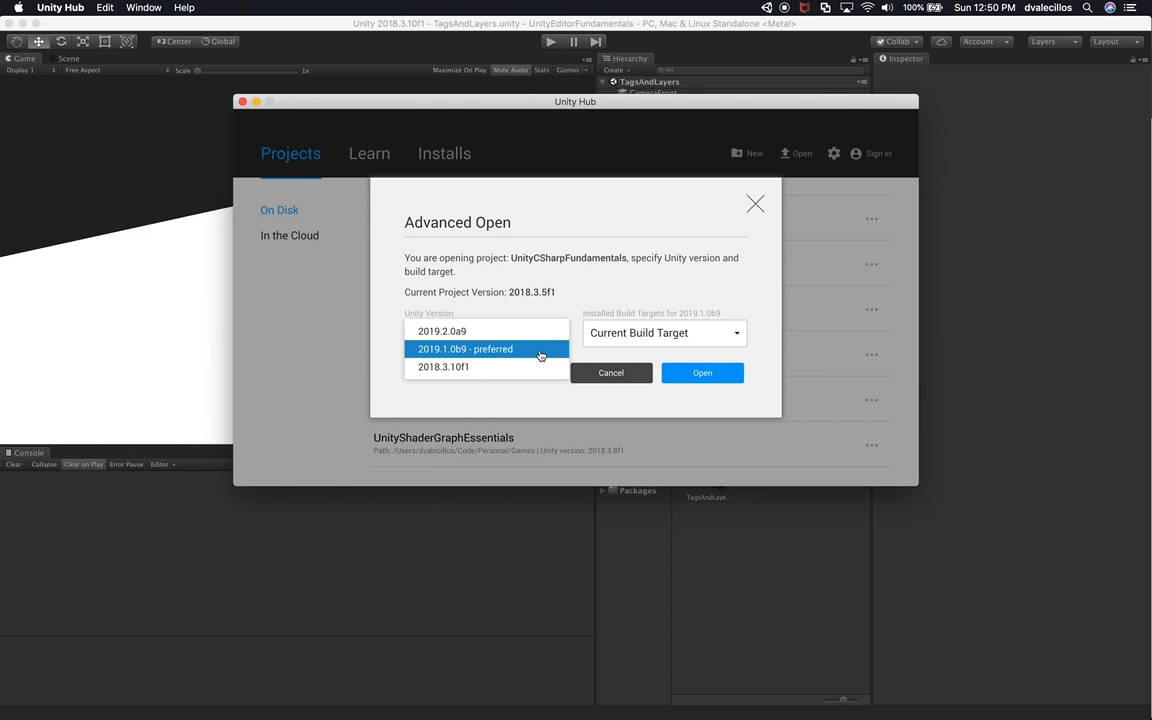 Unity Hub Edit Window Help 100% Sun 12:50 PM dvalecillos
Unity 2018.3.10f1 - TagsAndLayers.unity - UnityEditorFundamentals - PC, Mac & Linux Standalone <Metal>
Center Global Collab Account Layers Layout
Game Scene Hierarchy Inspector
Display 1 Free Aspect Scale 1x Maximize On Play Mute Audio Stats Gizmos Create All
TagsAndLayers
CameraFront
Unity Hub
Projects Learn Installs New Open Sign in
On Disk
In the Cloud
Advanced Open
You are opening project: UnityCSharpFundamentals, specify Unity version and
build target.
Current Project Version: 2018.3.5f1
Unity Version Installed Build Targets for 2019.1.0b9
2019.2.0a9
2019.1.0b9 - preferred
2018.3.10f1
Current Build Target
Cancel Open
UnityShaderGraphEssentials
Path: /Users/dvalecillos/Code/Personal/Games | Unity version: 2018.3.8f1
Console
Clear Collapse Clear on Play Error Pause Editor
Packages
TagsAndLaye...